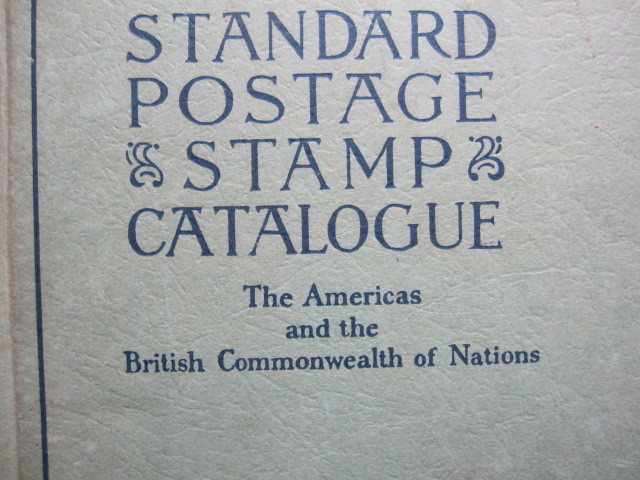 STANDARD
POSTAGE
STAMP
CATALOGUE
The Americas
and the
British Commonwealth of Nations